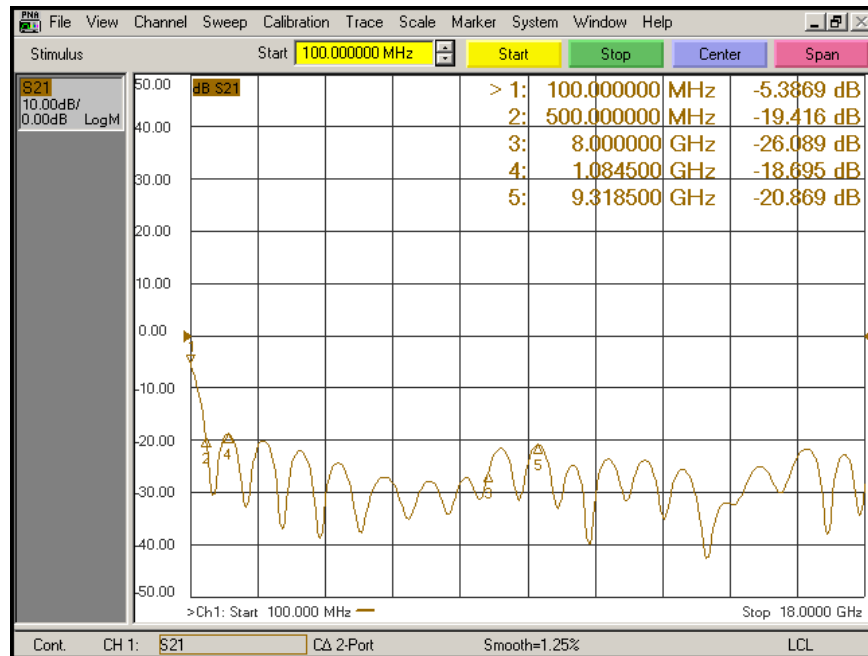 PNA File View Channel Sweep Calibration Trace Scale Marker System Window Help
Stimulus Start 100.000000 MHz Start Stop Center Span
S21
10.00dB/
0.00dB LogM
dB S21
50.00
40.00
30.00
20.00
10.00
0.00
-10.00
-20.00
-30.00
-40.00
-50.00
> 1: 100.000000 MHz -5.3869 dB
2: 500.000000 MHz -19.416 dB
3: 8.000000 GHz -26.089 dB
4: 1.084500 GHz -18.695 dB
5: 9.318500 GHz -20.869 dB
2
4
3
5
>Ch1: Start 100.000 MHz Stop 18.0000 GHz
Cont. CH 1: S21 CΔ 2-Port Smooth=1.25% LCL